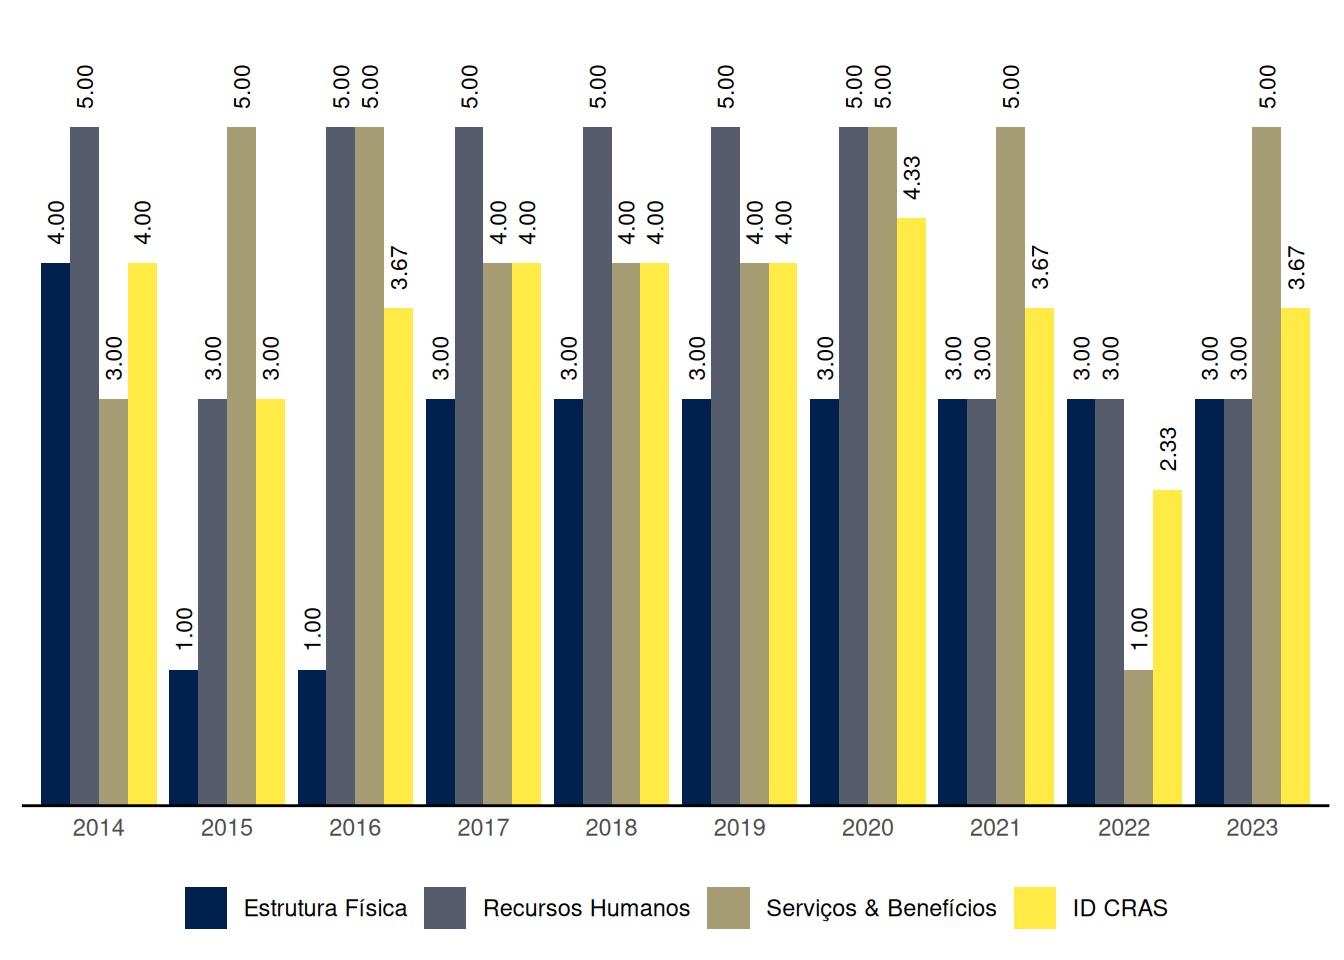 4.00 5.00 3.00 4.00
1.00 3.00 5.00 3.00
1.00 5.00 5.00 3.67
3.00 5.00 4.00 4.00
3.00 5.00 4.00 4.00
3.00 5.00 4.00 4.00
3.00 5.00 5.00 4.33
3.00 3.00 5.00 3.67
3.00 3.00 1.00 2.33
3.00 3.00 5.00 3.67
2014 2015 2016 2017 2018 2019 2020 2021 2022 2023
Estrutura Física Recursos Humanos Serviços & Benefícios ID CRAS